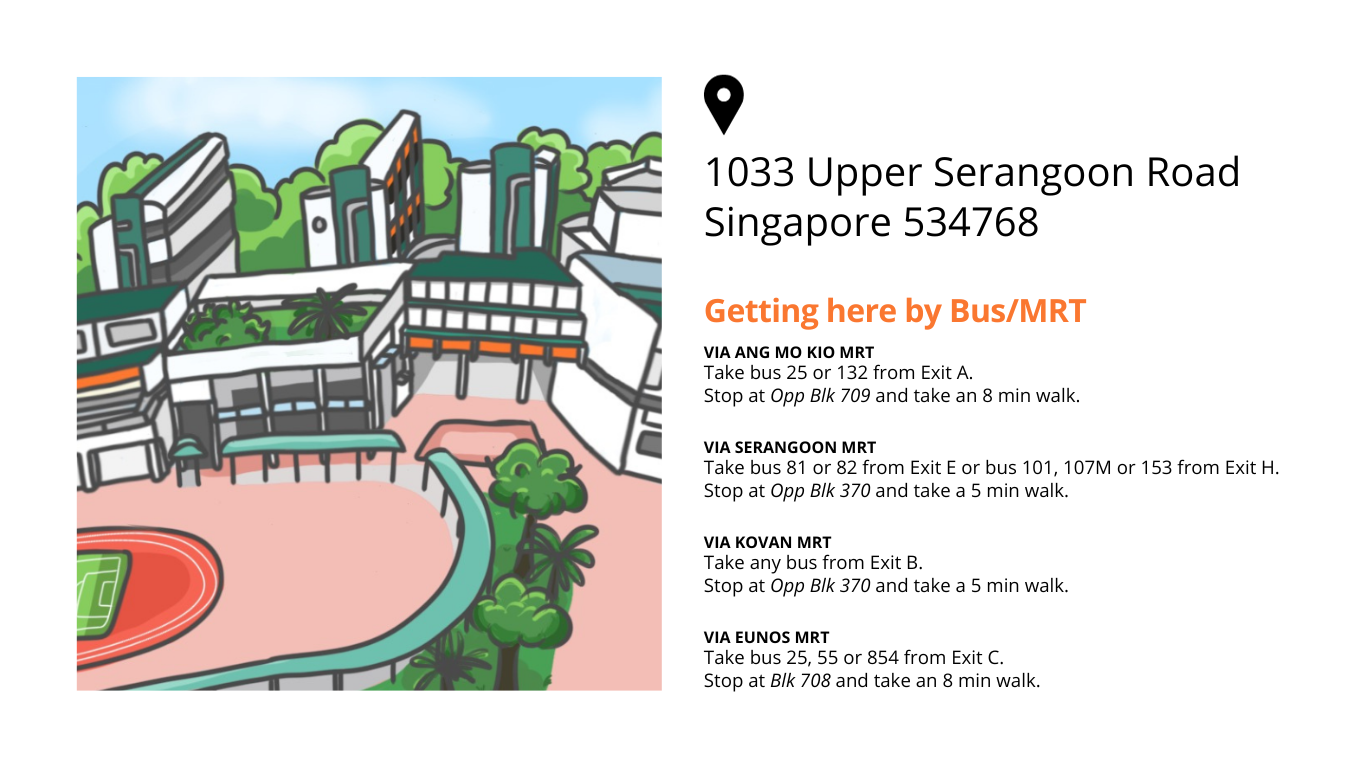 1033 Upper Serangoon Road
Singapore 534768
Getting here by Bus/MRT
VIA ANG MO KIO MRT
Take bus 25 or 132 from Exit A.
Stop at Opp Blk 709 and take an 8 min walk.
VIA SERANGOON MRT
Take bus 81 or 82 from Exit E or bus 101, 107M or 153 from Exit H.
Stop at Opp Blk 370 and take a 5 min walk.
VIA KOVAN MRT
Take any bus from Exit B.
Stop at Opp Blk 370 and take a 5 min walk.
VIA EUNOS MRT
Take bus 25, 55 or 854 from Exit C.
Stop at Blk 708 and take an 8 min walk.